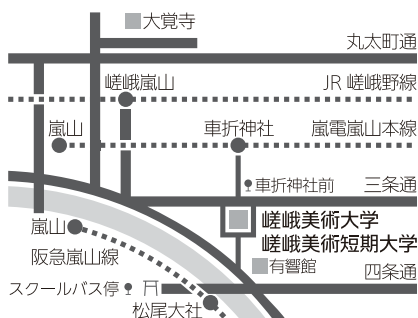 大覚寺
丸太町通
嵯峨嵐山
JR 嵯峨野線
嵐山
車折神社
嵐電嵐山本線
車折神社前
三条通
嵐山
嵯峨美術大学
嵯峨美術短期大学
阪急嵐山線
有響館
四条通
スクールバス停
松尾大社